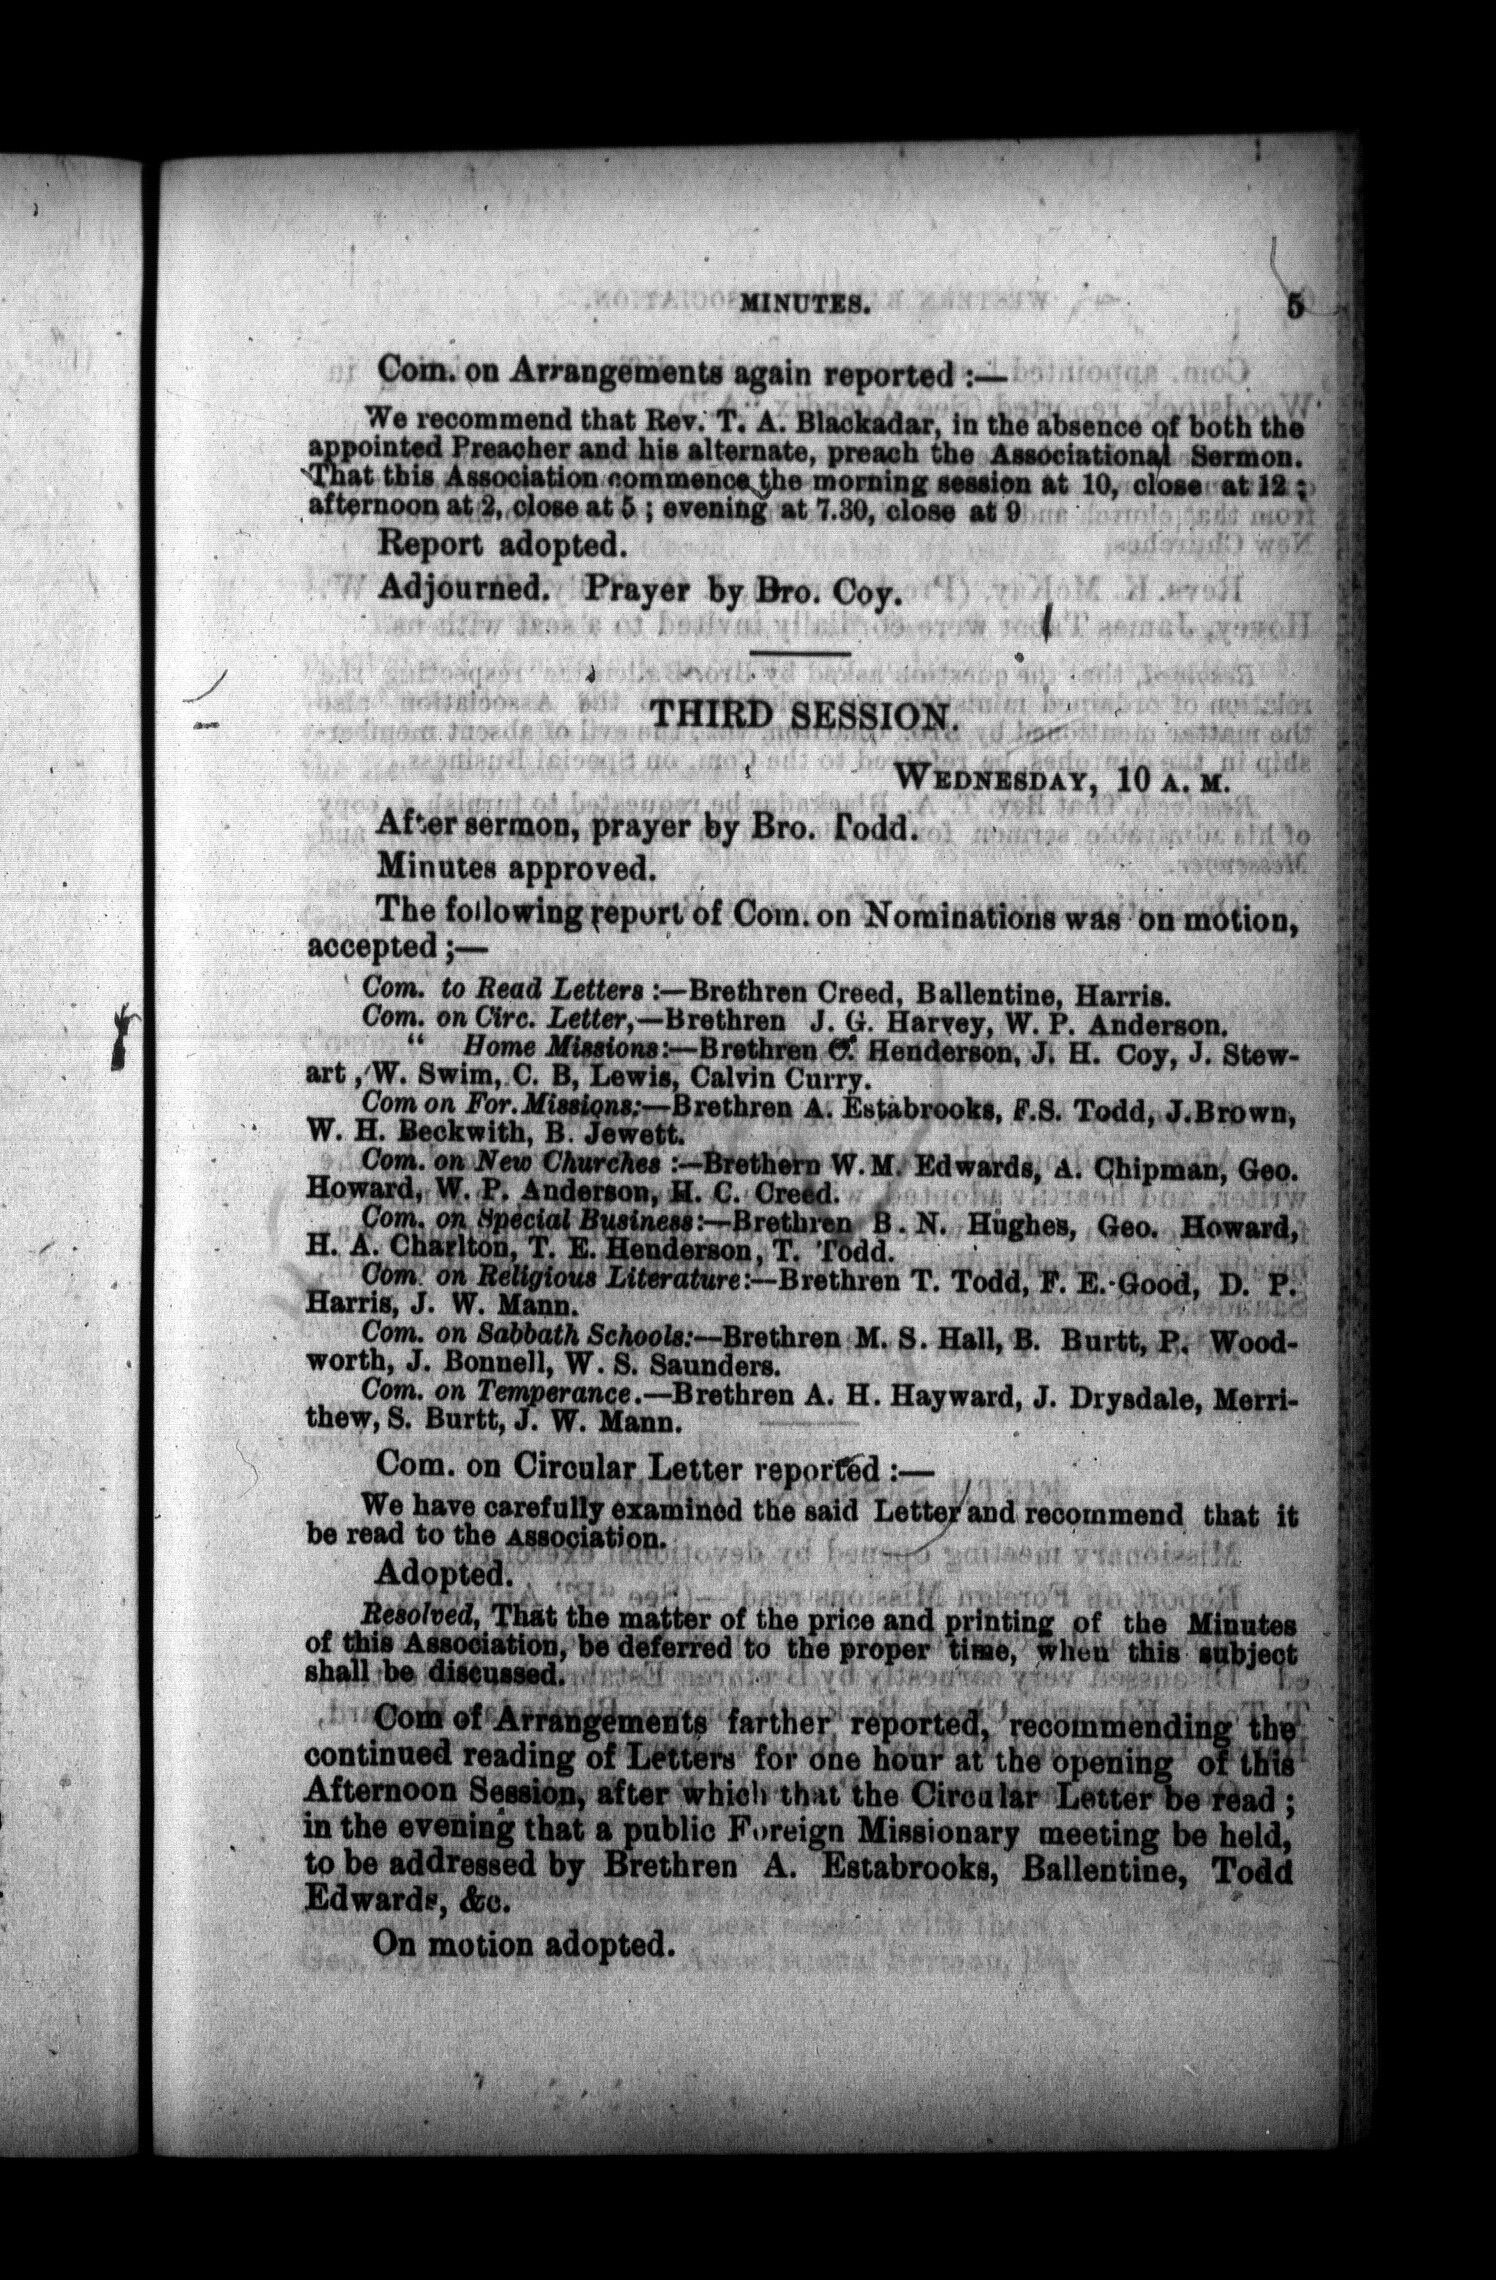 MINUTES. 5
Com. on Arrangements again reported :—
We recommend that Rev. T. A. Blackadar, in the absence of both the
appointed Preacher and his alternate, preach the Associational Sermon.
That this Association commence the morning session at 10, close at 12 ;
afternoon at 2, close at 5 ; evening at 7.30, close at 9
Report adopted.
Adjourned. Prayer by Bro. Coy.
THIRD SESSION.
WEDNESDAY, 10 A. M.
After sermon, prayer by Bro. Todd.
Minutes approved.
The following report of Com. on Nominations was on motion,
accepted ;—
Com. to Read Letters :—Brethren Creed, Ballentine, Harris.
Com. on Circ. Letter,—Brethren J. G. Harvey, W. P. Anderson.
“ Home Missions:—Brethren C. Henderson, J. H. Coy, J. Stew-
art , W. Swim, C. B, Lewis, Calvin Curry.
Com on For. Missions:—Brethren A. Estabrooks, F.S. Todd, J.Brown,
W. H. Beckwith, B. Jewett.
Com. on New Churches :—Brethern W. M. Edwards, A. Chipman, Geo.
Howard, W. P. Anderson, H. C. Creed.
Com. on Special Business:—Brethren B. N. Hughes, Geo. Howard,
H. A. Charlton, T. E. Henderson, T. Todd.
Com. on Religious Literature:—Brethren T. Todd, F. E. Good, D. P.
Harris, J. W. Mann.
Com. on Sabbath Schools:—Brethren M. S. Hall, B. Burtt, P. Wood-
worth, J. Bonnell, W. S. Saunders.
Com. on Temperance.—Brethren A. H. Hayward, J. Drysdale, Merri-
thew, S. Burtt, J. W. Mann.
Com. on Circular Letter reported :—
We have carefully examined the said Letter and recommend that it
be read to the Association.
Adopted.
Resolved, That the matter of the price and printing of the Minutes
of this Association, be deferred to the proper time, when this subject
shall be discussed.
Com of Arrangements farther reported, recommending the
continued reading of Letters for one hour at the opening of this
Afternoon Session, after which that the Circular Letter be read ;
in the evening that a public Foreign Missionary meeting be held,
to be addressed by Brethren A. Estabrooks, Ballentine, Todd
Edwards, &c.
On motion adopted.